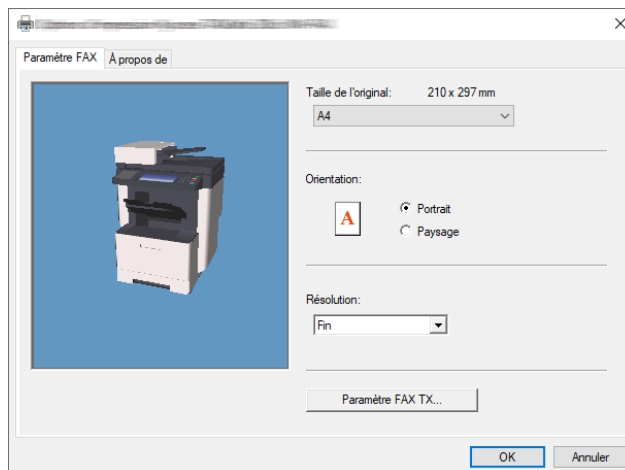 Paramètre FAX
À propos de
Taille de l'original: 210 x 297 mm
A4
Orientation:
A
Portrait
Paysage
Résolution:
Fin
Paramètre FAX TX...
OK
Annuler